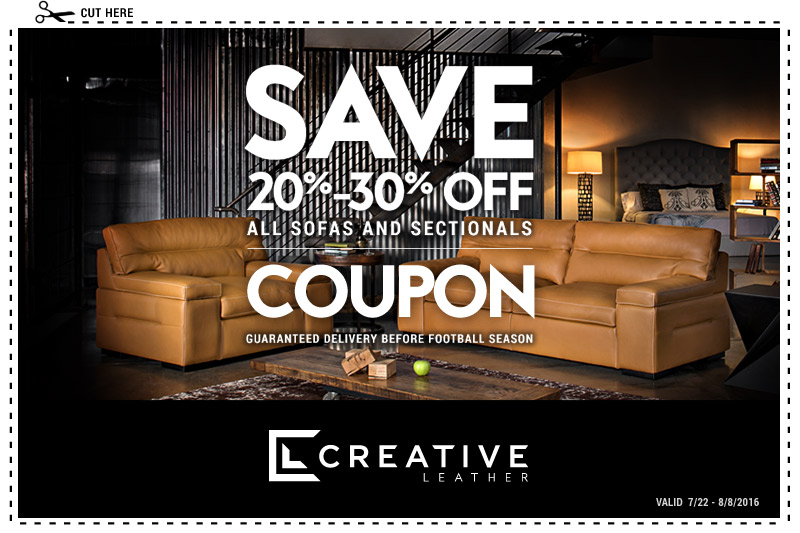 CUT HERE
SAVE
20%-30% OFF
ALL SOFAS AND SECTIONALS
COUPON
GUARANTEED DELIVERY BEFORE FOOTBALL SEASON
CREATIVE
LEATHER
VALID 7/22 - 8/8/2016